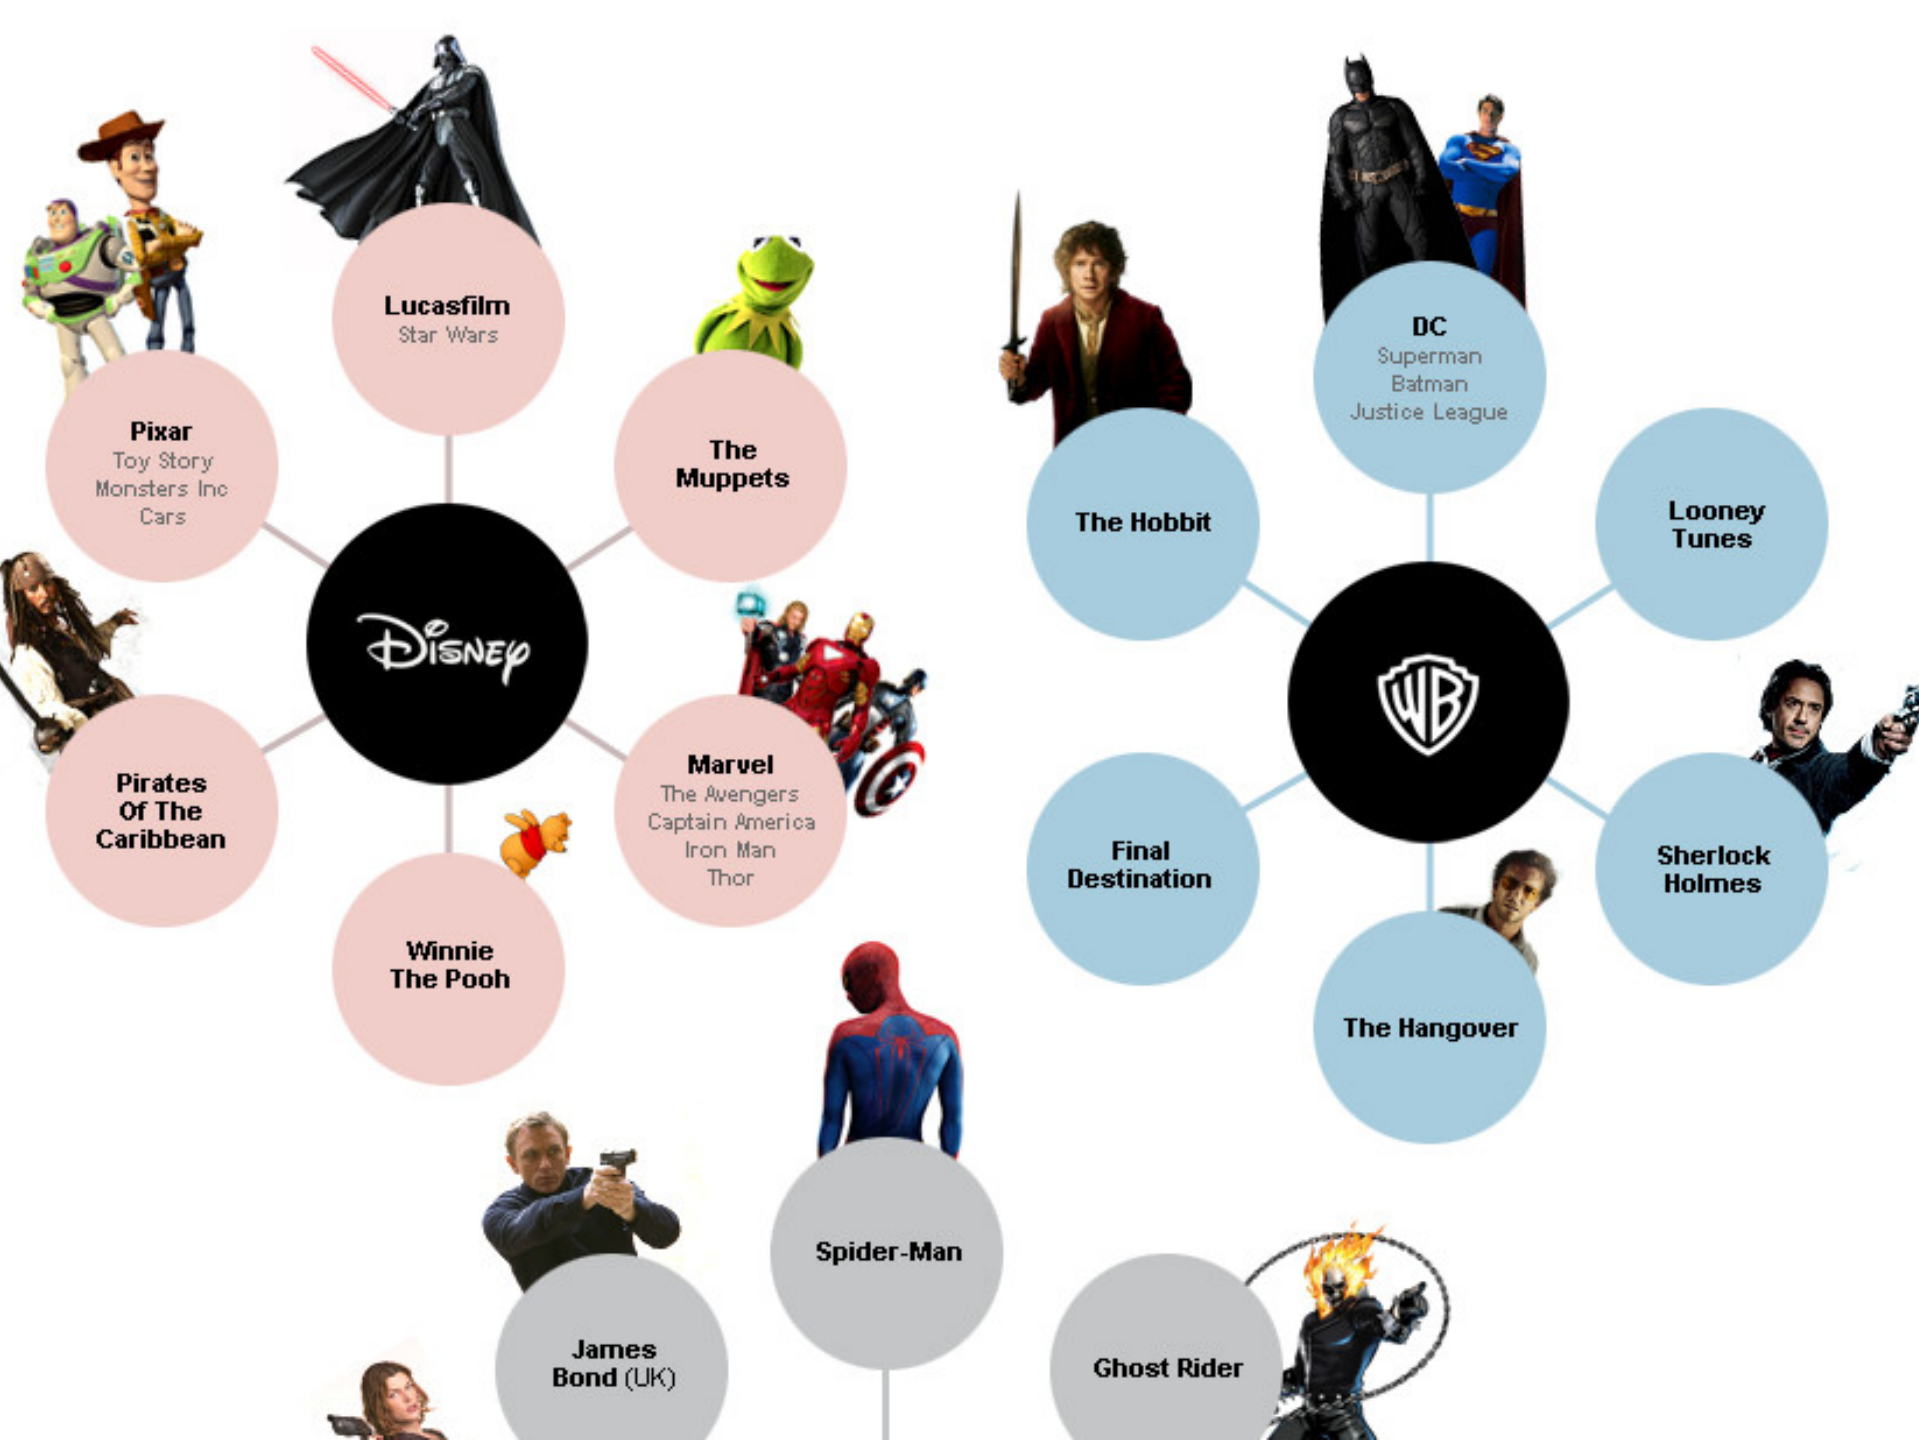 Lucasfilm
Star Wars
Pixar
Toy Story
Monsters Inc
Cars
The
Muppets
Disney
Pirates
Of The
Caribbean
Marvel
The Avengers
Captain America
Iron Man
Thor
Winnie
The Pooh
DC
Superman
Batman
Justice League
The Hobbit
Looney
Tunes
WB
Final
Destination
Sherlock
Holmes
The Hangover
Spider-Man
James
Bond (UK)
Ghost Rider